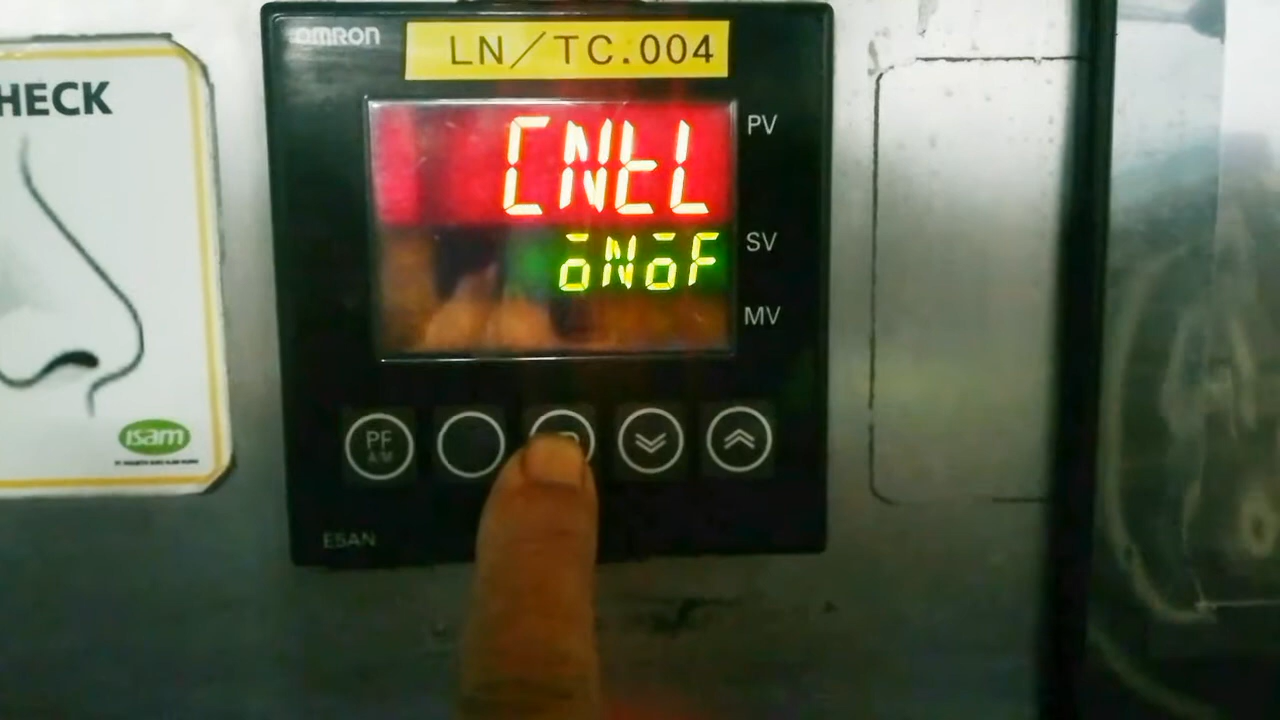 HECK
OMRON
LN/TC.004
PV
CNtL
SV
oNoF
MV
PF
A/M
E5AN
isam